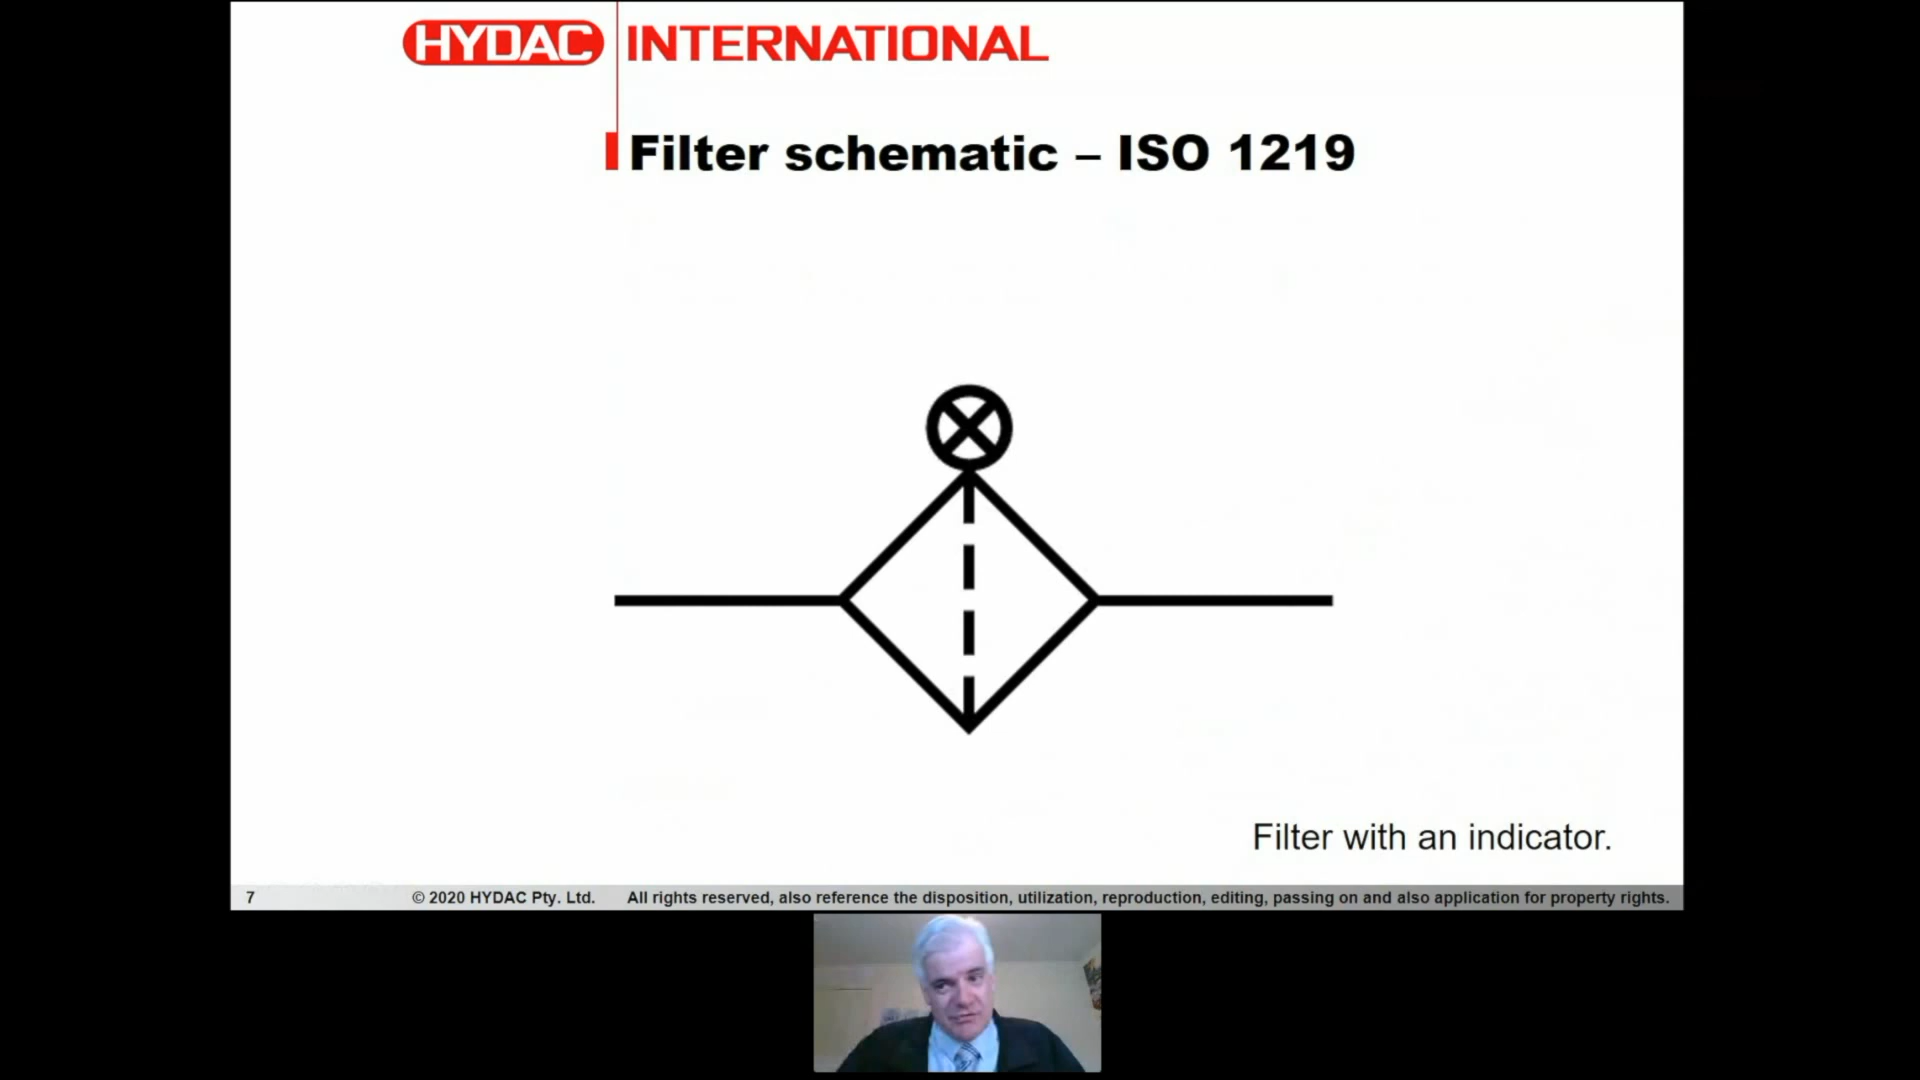 HYDAC INTERNATIONAL
Filter schematic – ISO 1219
Filter with an indicator.
7 © 2020 HYDAC Pty. Ltd. All rights reserved, also reference the disposition, utilization, reproduction, editing, passing on and also application for property rights.